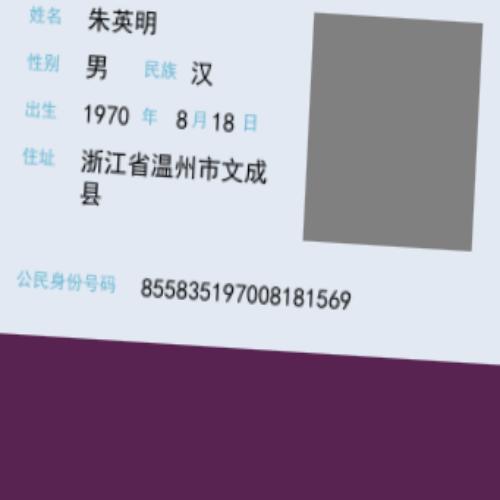 姓名 朱英明
性别 男 民族 汉
出生 1970 年 8 月 18 日
住址 浙江省温州市文成
县
公民身份号码 855835197008181569